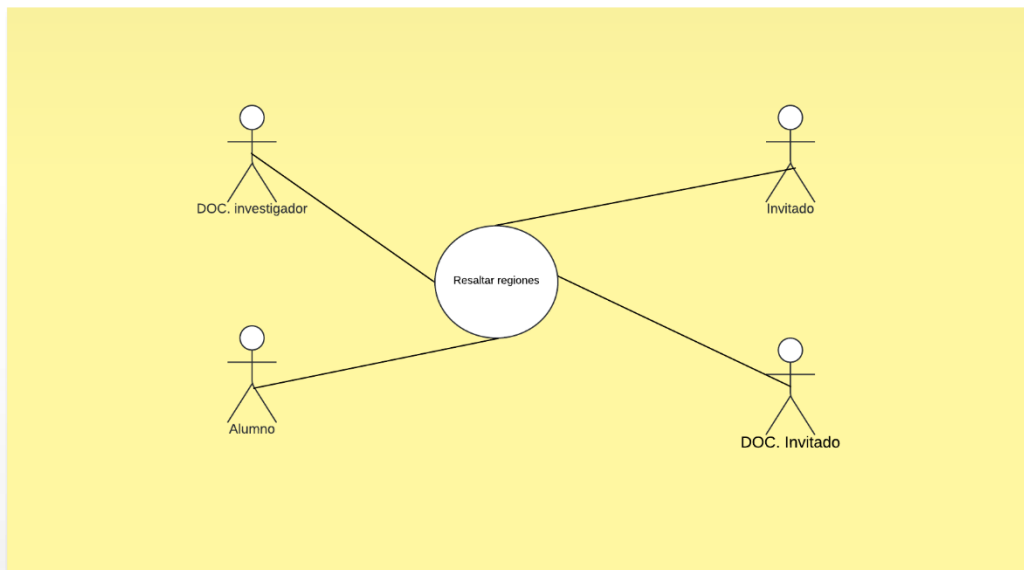 DOC. investigador
Invitado
Resaltar regiones
Alumno
DOC. Invitado